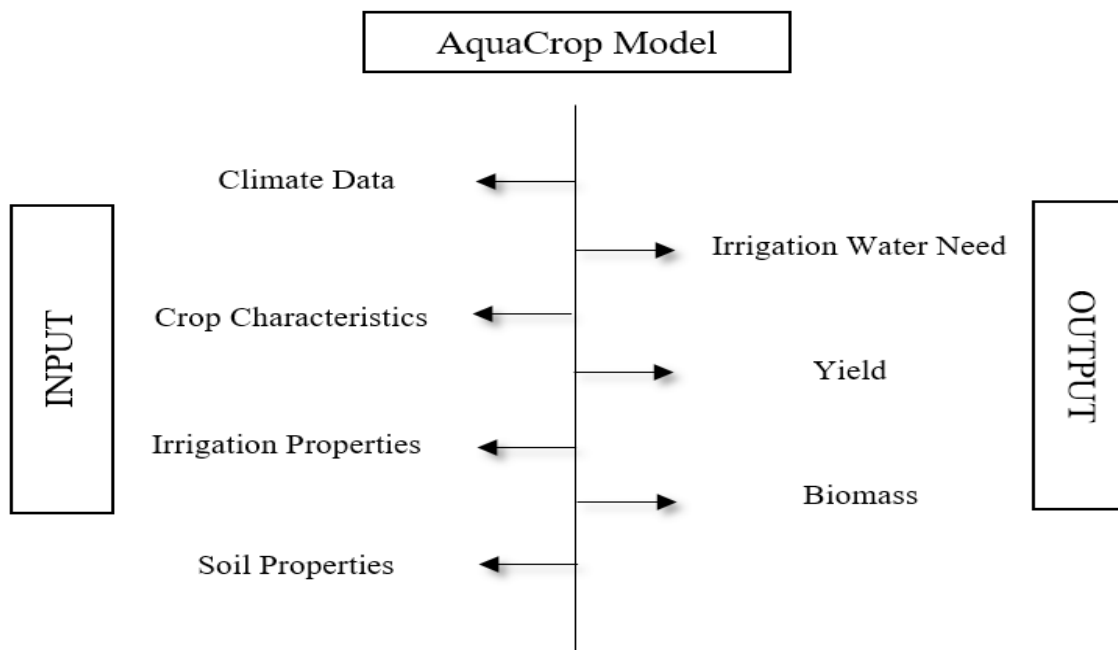 AquaCrop Model
INPUT
Climate Data
Crop Characteristics
Irrigation Properties
Soil Properties
Irrigation Water Need
Yield
Biomass
OUTPUT